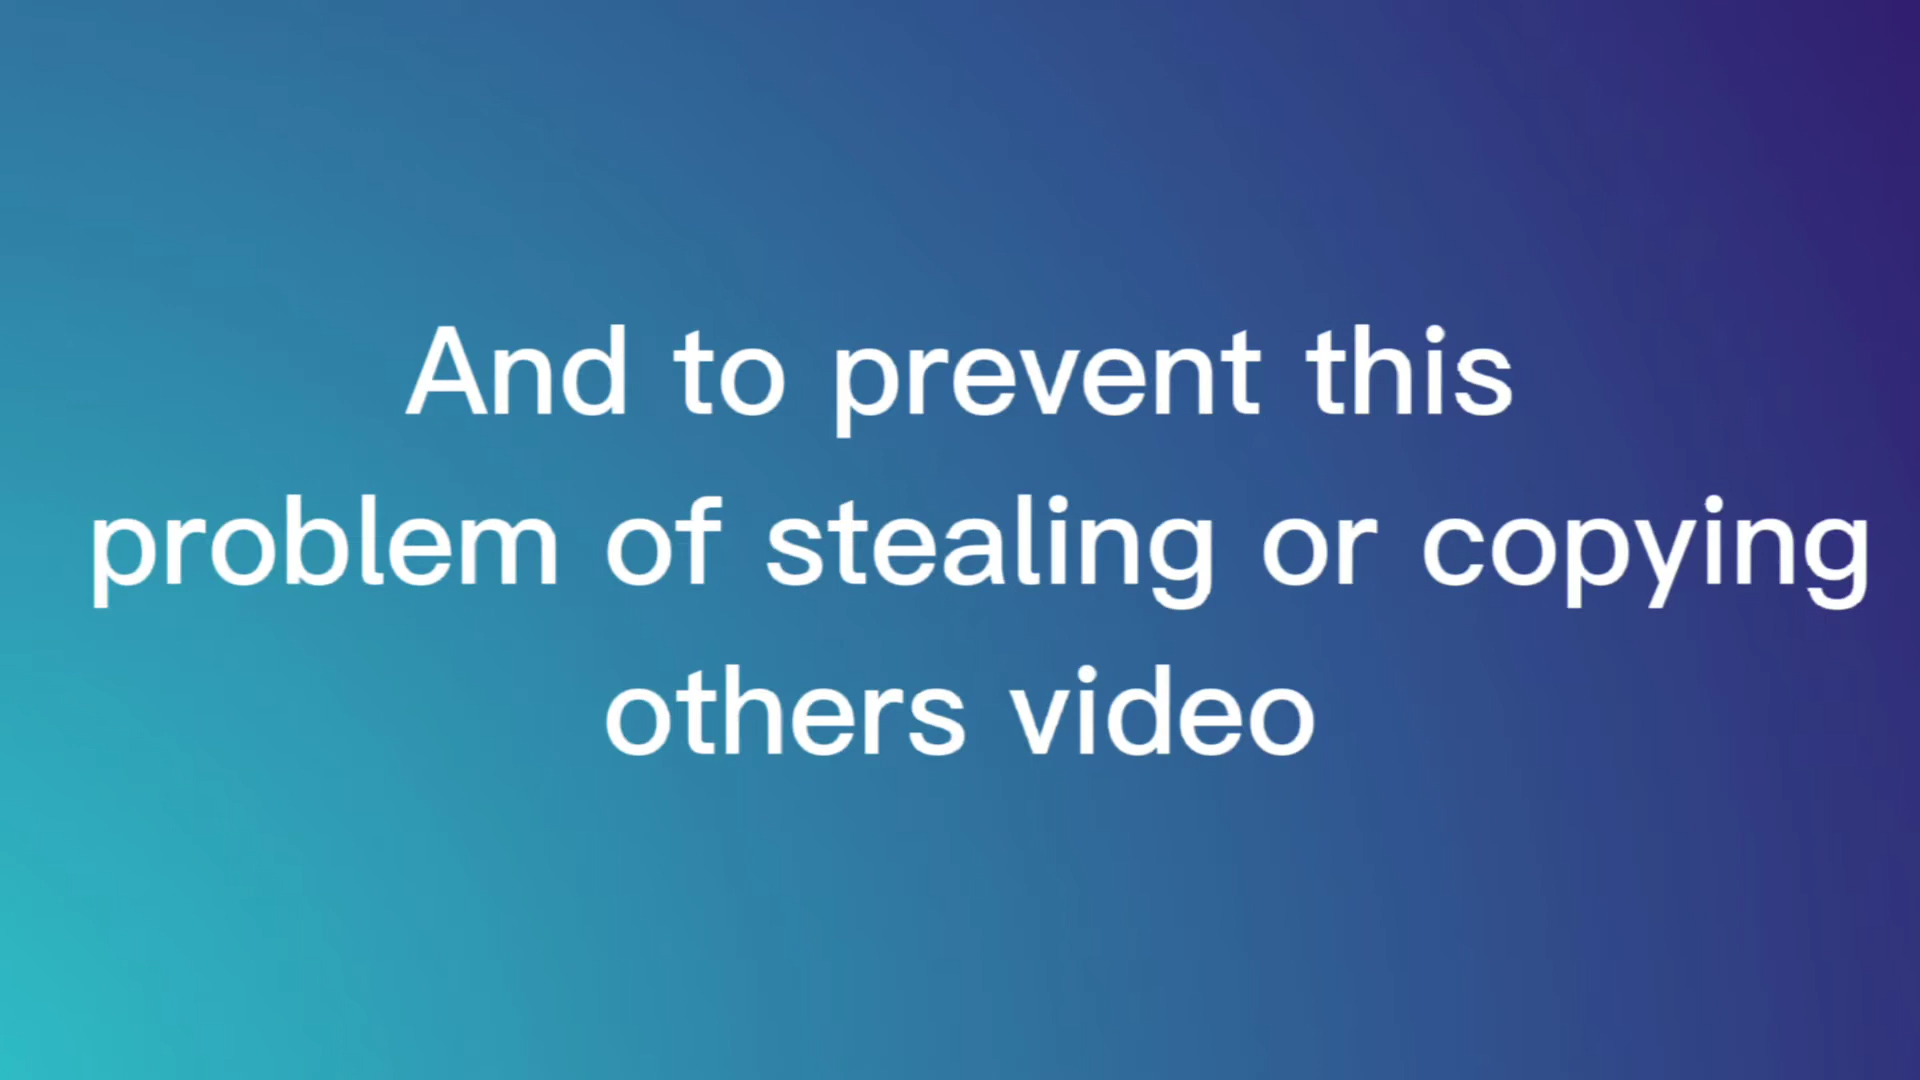 And to prevent this
problem of stealing or copying
others video